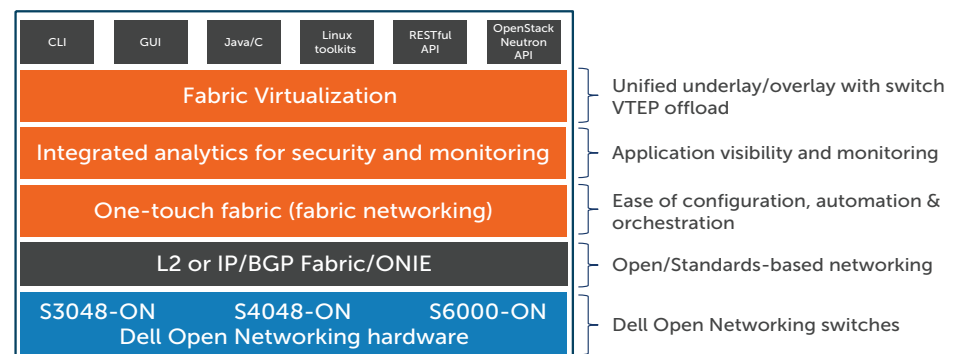 CLI
GUI
Java/C
Linux
toolkits
RESTful
API
OpenStack
Neutron
API
Fabric Virtualization
Unified underlay/overlay with switch
VTEP offload
Integrated analytics for security and monitoring
Application visibility and monitoring
One-touch fabric (fabric networking)
Ease of configuration, automation &
orchestration
L2 or IP/BGP Fabric/ONIE
Open/Standards-based networking
S3048-ON S4048-ON S6000-ON
Dell Open Networking hardware
Dell Open Networking switches